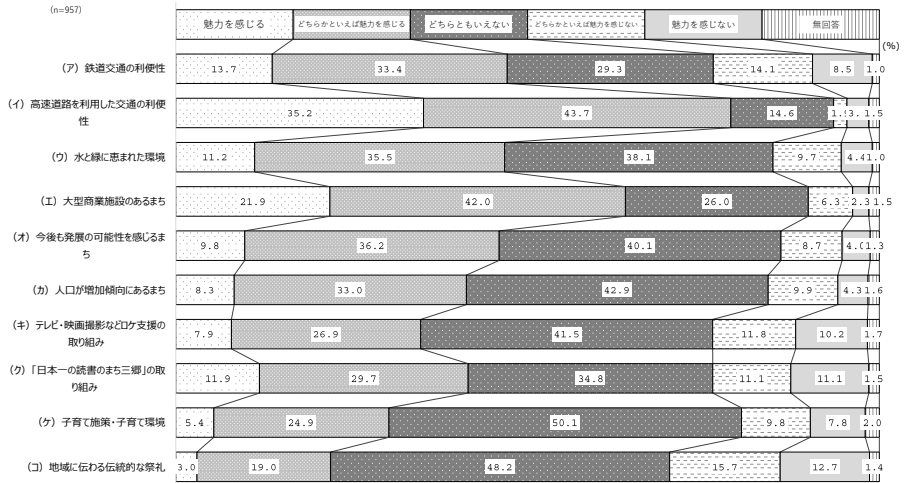 (n=957)
魅力を感じる どちらかといえば魅力を感じる どちらともいえない どちらかといえば魅力を感じない 魅力を感じない 無回答
(%)
(ア) 鉄道交通の利便性 13.7 33.4 29.3 14.1 8.5 1.0
(イ) 高速道路を利用した交通の利便
性
35.2 43.7 14.6 1.5
(ウ) 水と緑に恵まれた環境 11.2 35.5 38.1 9.7 4.4 1.0
(エ) 大型商業施設のあるまち 21.9 42.0 26.0 6.3 2.3 1.5
(オ) 今後も発展の可能性を感じるま
ち
9.8 36.2 40.1 8.7 4.0 1.3
(カ) 人口が増加傾向にあるまち 8.3 33.0 42.9 9.9 4.3 1.6
(キ) テレビ・映画撮影などロケ支援の
取り組み
7.9 26.9 41.5 11.8 10.2 1.7
(ク) 「日本一の読書のまち三郷」の取
り組み
11.9 29.7 34.8 11.1 11.1 1.5
(ケ) 子育て施策・子育て環境 5.4 24.9 50.1 9.8 7.8 2.0
(コ) 地域に伝わる伝統的な祭礼 3.0 19.0 48.2 15.7 12.7 1.4